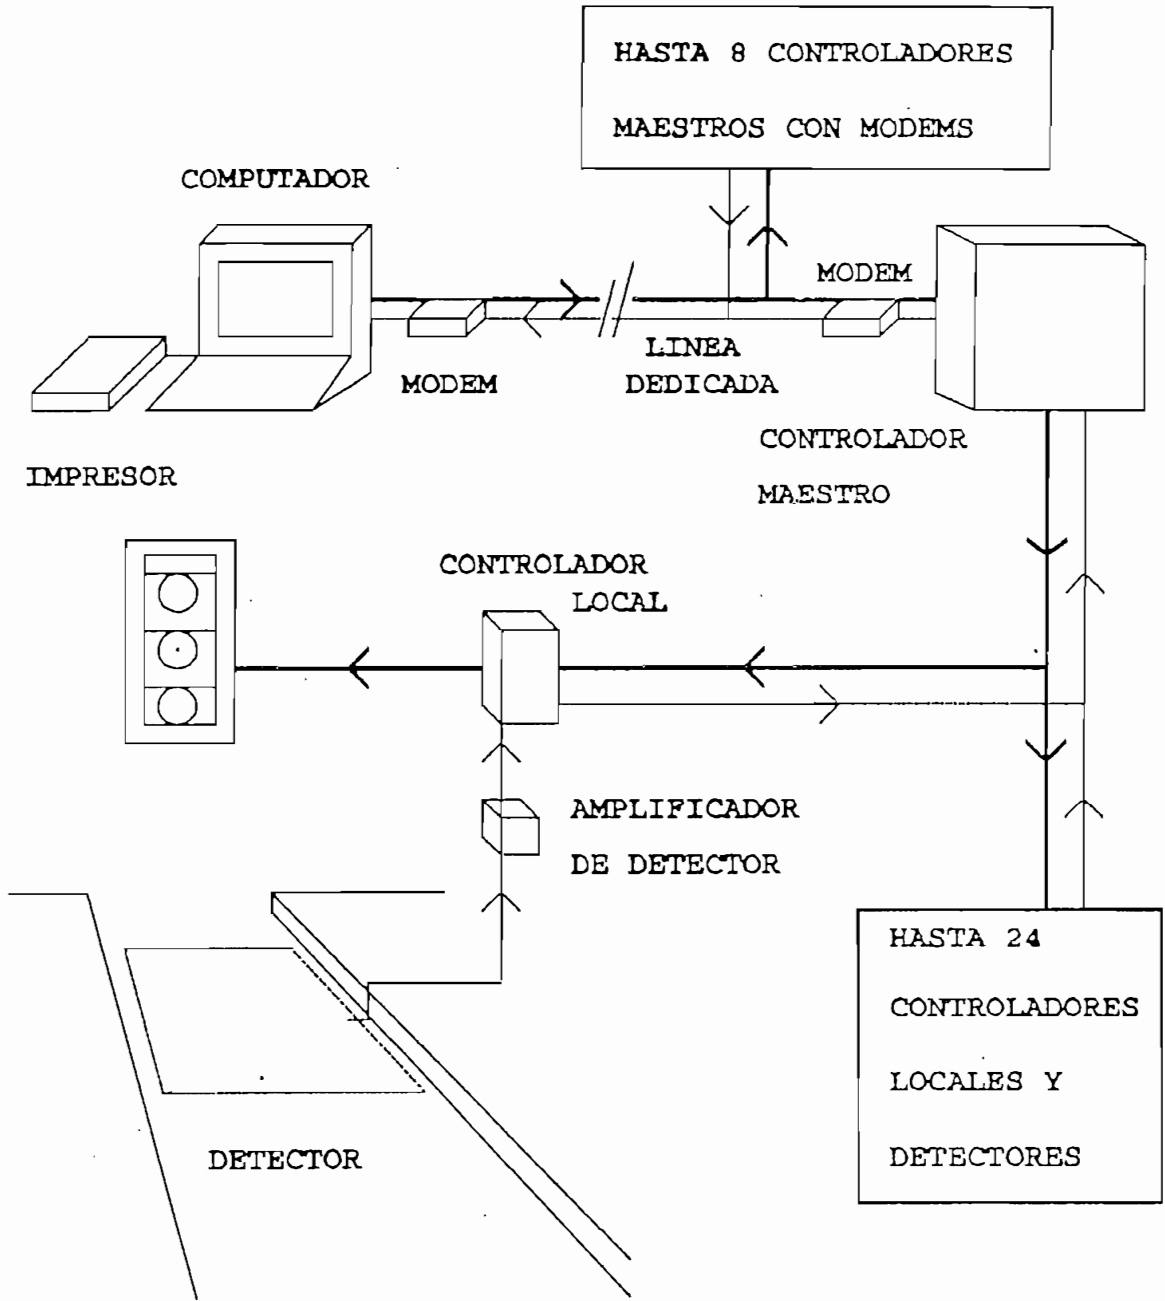 HASTA 8 CONTROLADORES
MAESTROS CON MODEMS
COMPUTADOR
MODEM
LINEA
DEDICADA
MODEM
CONTROLADOR
MAESTRO
IMPRESOR
CONTROLADOR
LOCAL
AMPLIFICADOR
DE DETECTOR
HASTA 24
CONTROLADORES
LOCALES Y
DETECTORES
DETECTOR